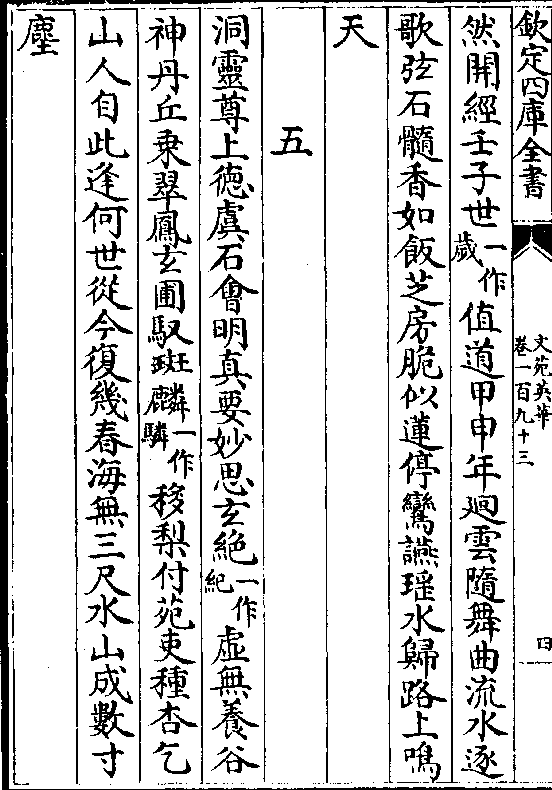 欽定四庫全書
文苑英華
卷一百九十三
四
然開經壬子世一作歲值道甲申年𢌞雲隨舞曲流水逐
歌弦石髓香如飯芝房脆似蓮停鸞讌瑶水歸路上鳴
天
五
洞靈尊上德虞石會明真要妙思玄絶一作紀虚無養谷
神丹丘乗翠鳳玄圃馭斑麟一作驎移梨付苑吏種杏乞
山人自此逢何世從今復幾春海無三尺水山成數寸
塵